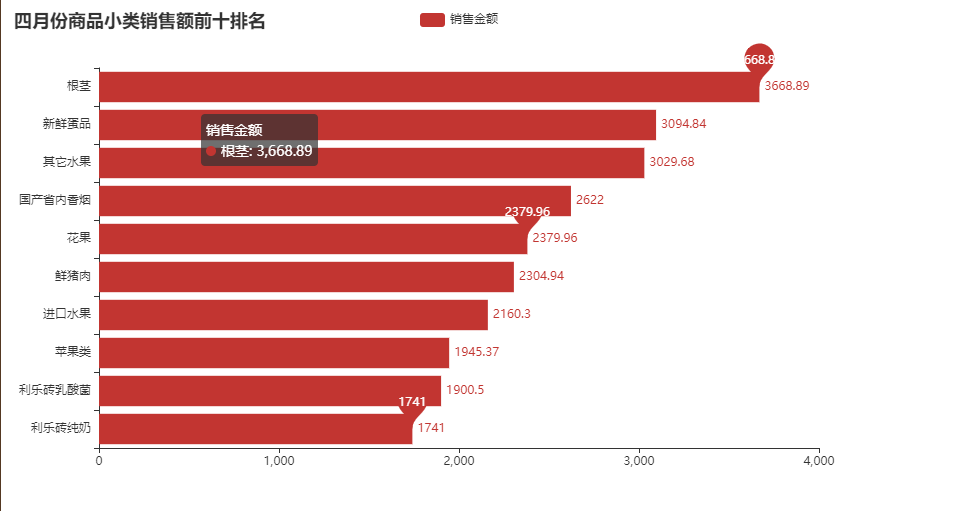 四月份商品小类销售额前十排名
销售金额
668.8
根茎
3668.89
新鲜蛋品
3094.84
销售金额
根茎: 3,668.89
其它水果
3029.68
国产省内香烟
2622
2379.96
花果
2379.96
鲜猪肉
2304.94
进口水果
2160.3
苹果类
1945.37
利乐砖乳酸菌
1900.5
1741
利乐砖纯奶
1741
0
1,000
2,000
3,000
4,000